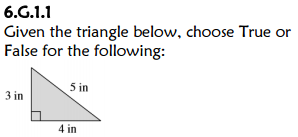 6.G.1.1
Given the triangle below, choose True or
False for the following:
5 in
3 in
4 in